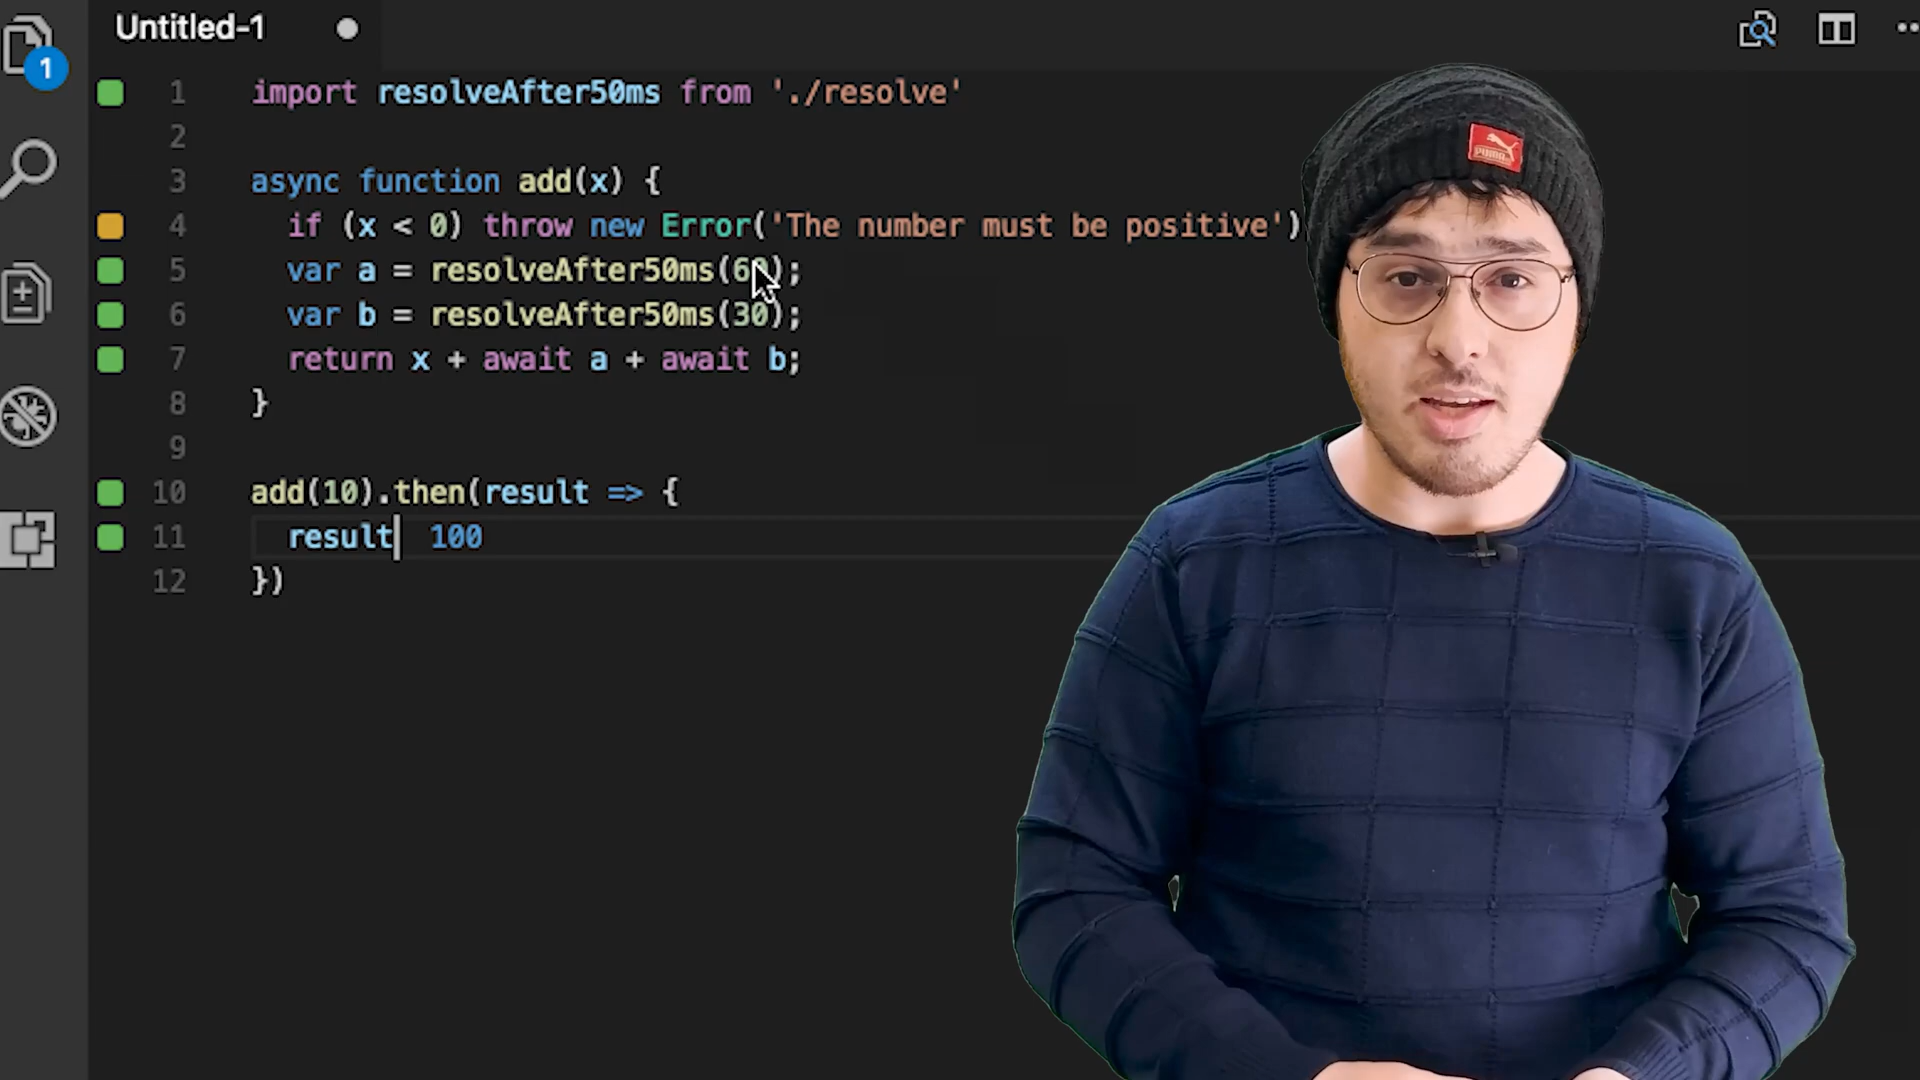 Untitled-1
1
1 import resolveAfter50ms from './resolve'
2
3 async function add(x) {
4 if (x < 0) throw new Error('The number must be positive')
5 var a = resolveAfter50ms(60);
6 var b = resolveAfter50ms(30);
7 return x + await a + await b;
8 }
9
10 add(10).then(result => {
11 result 100
12 })
PUMA